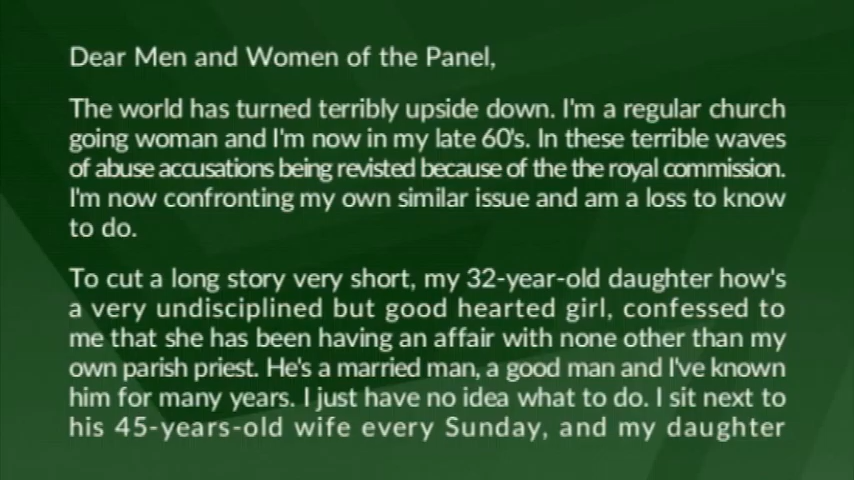 Dear Men and Women of the Panel,
The world has turned terribly upside down. I'm a regular church
going woman and I'm now in my late 60's. In these terrible waves
of abuse accusations being revisted because of the the royal commission.
I'm now confronting my own similar issue and am a loss to know
to do.
To cut a long story very short, my 32-year-old daughter how's
a very undisciplined but good hearted girl, confessed to
me that she has been having an affair with none other than my
own parish priest. He's a married man, a good man and I've known
him for many years. I just have no idea what to do. I sit next to
his 45-years-old wife every Sunday, and my daughter